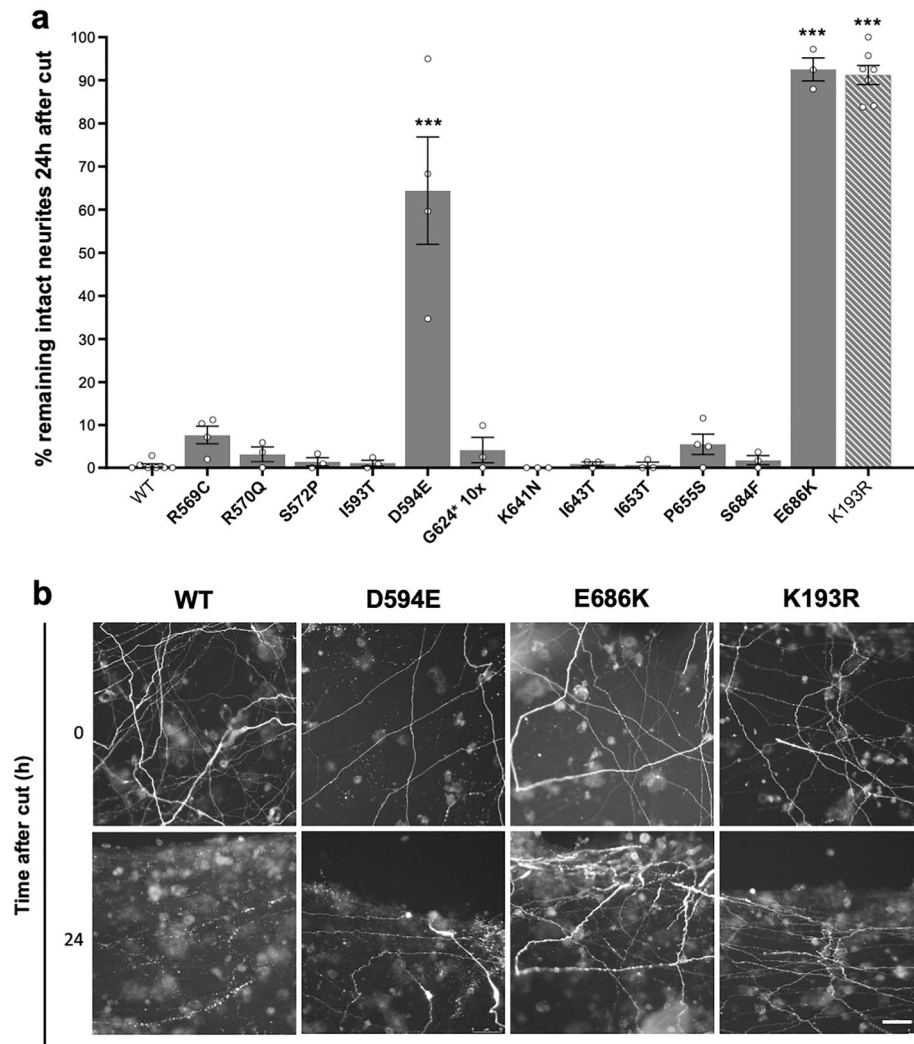 a
% remaining intact neurites 24h after cut
100
90
80
70
60
50
40
30
20
10
0
***
***
***
WT
R569C
R570Q
S572P
I593T
D594E
G624* 10x
K641N
I643T
I653T
P655S
S684F
E686K
K193R
b
WT
D594E
E686K
K193R
Time after cut (h)
0
24